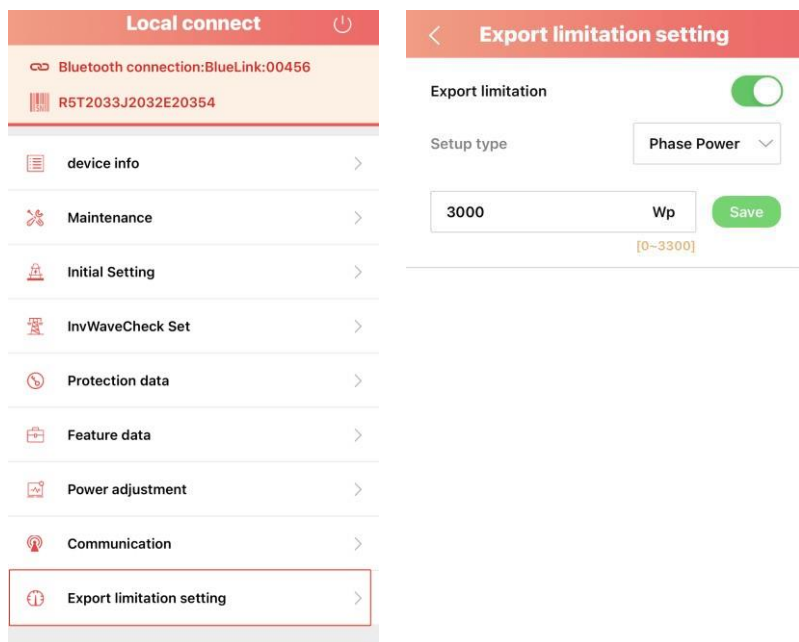 Local connect
Bluetooth connection:BlueLink:00456
R5T2033J2032E20354
device info
Maintenance
Initial Setting
InvWaveCheck Set
Protection data
Feature data
Power adjustment
Communication
Export limitation setting
Export limitation setting
Export limitation
Setup type Phase Power
3000 Wp Save
[0~3300]